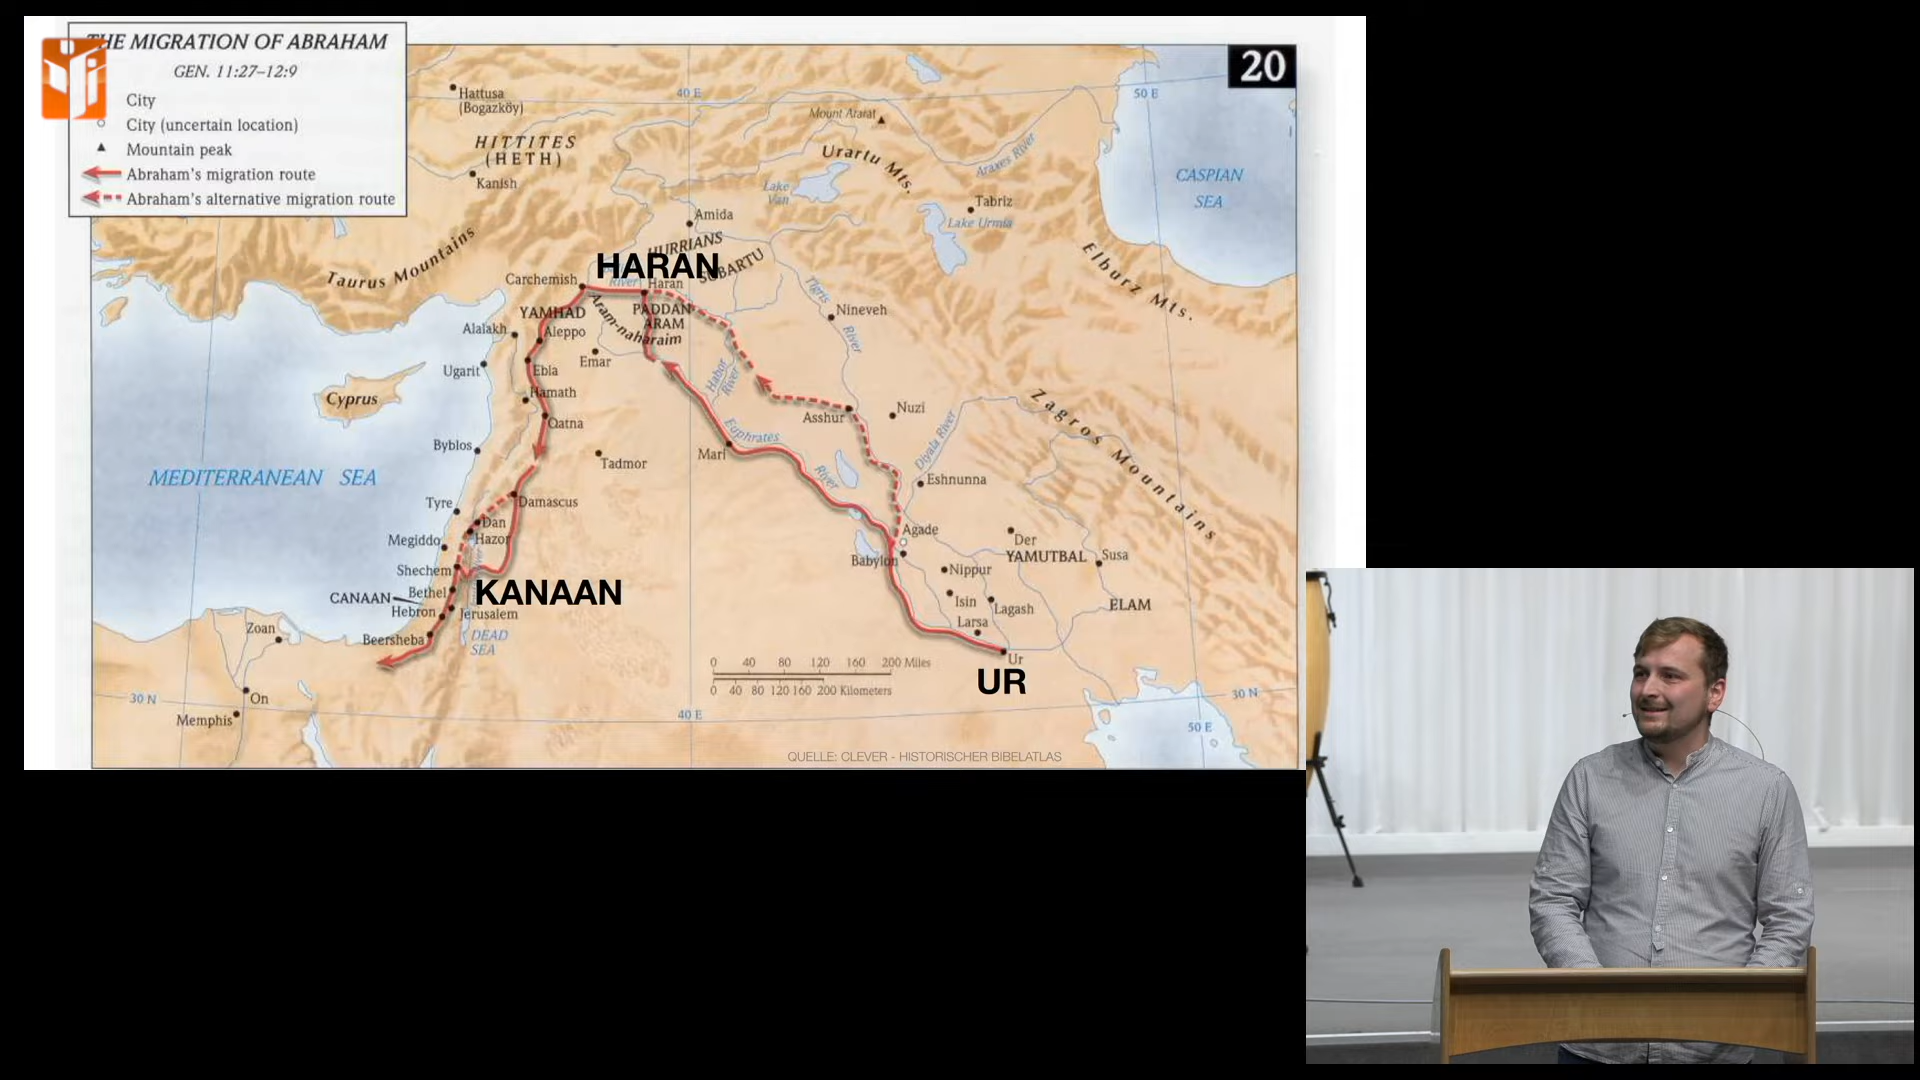 THE MIGRATION OF ABRAHAM
GEN. 11:27–12:9
City
City (uncertain location)
Mountain peak
Abraham's migration route
Abraham's alternative migration route
20
Hattusa
(Bogazköy)
40 E
50 E
Mount Ararat
HITTITES
(HETH)
Kanish
Urartu Mts.
Araxes River
CASPIAN
SEA
Lake
Van
Tabriz
Lake Urmia
Amida
Taurus Mountains
HURRIANS
SUBARTU
Elburz Mts.
HARAN
Carchemish
River
Haran
Tigris
River
Nineveh
YAMHAD
PADDAN
ARAM
Aram-naharaim
Alalakh
Aleppo
Emar
Ugarit
Ebla
Habor
River
Cyprus
Hamath
Asshur
Nuzi
Zagros Mountains
Qatna
Diyala River
Byblos
Euphrates
River
Mari
Tadmor
MEDITERRANEAN SEA
Eshnunna
Tyre
Damascus
Dan
Hazor
Agade
Megiddo
Der
YAMUTBAL
Susa
Babylon
Shechem
Nippur
KANAAN
CANAAN
Bethel
Isin
Lagash
ELAM
Hebron
Jerusalem
Larsa
Zoan
Beersheba
DEAD
SEA
Ur
UR
0 40 80 120 160 200 Miles
0 40 80 120 160 200 Kilometers
30 N
On
30 N
Memphis
40 E
50 E
QUELLE: CLEVER - HISTORISCHER BIBELATLAS